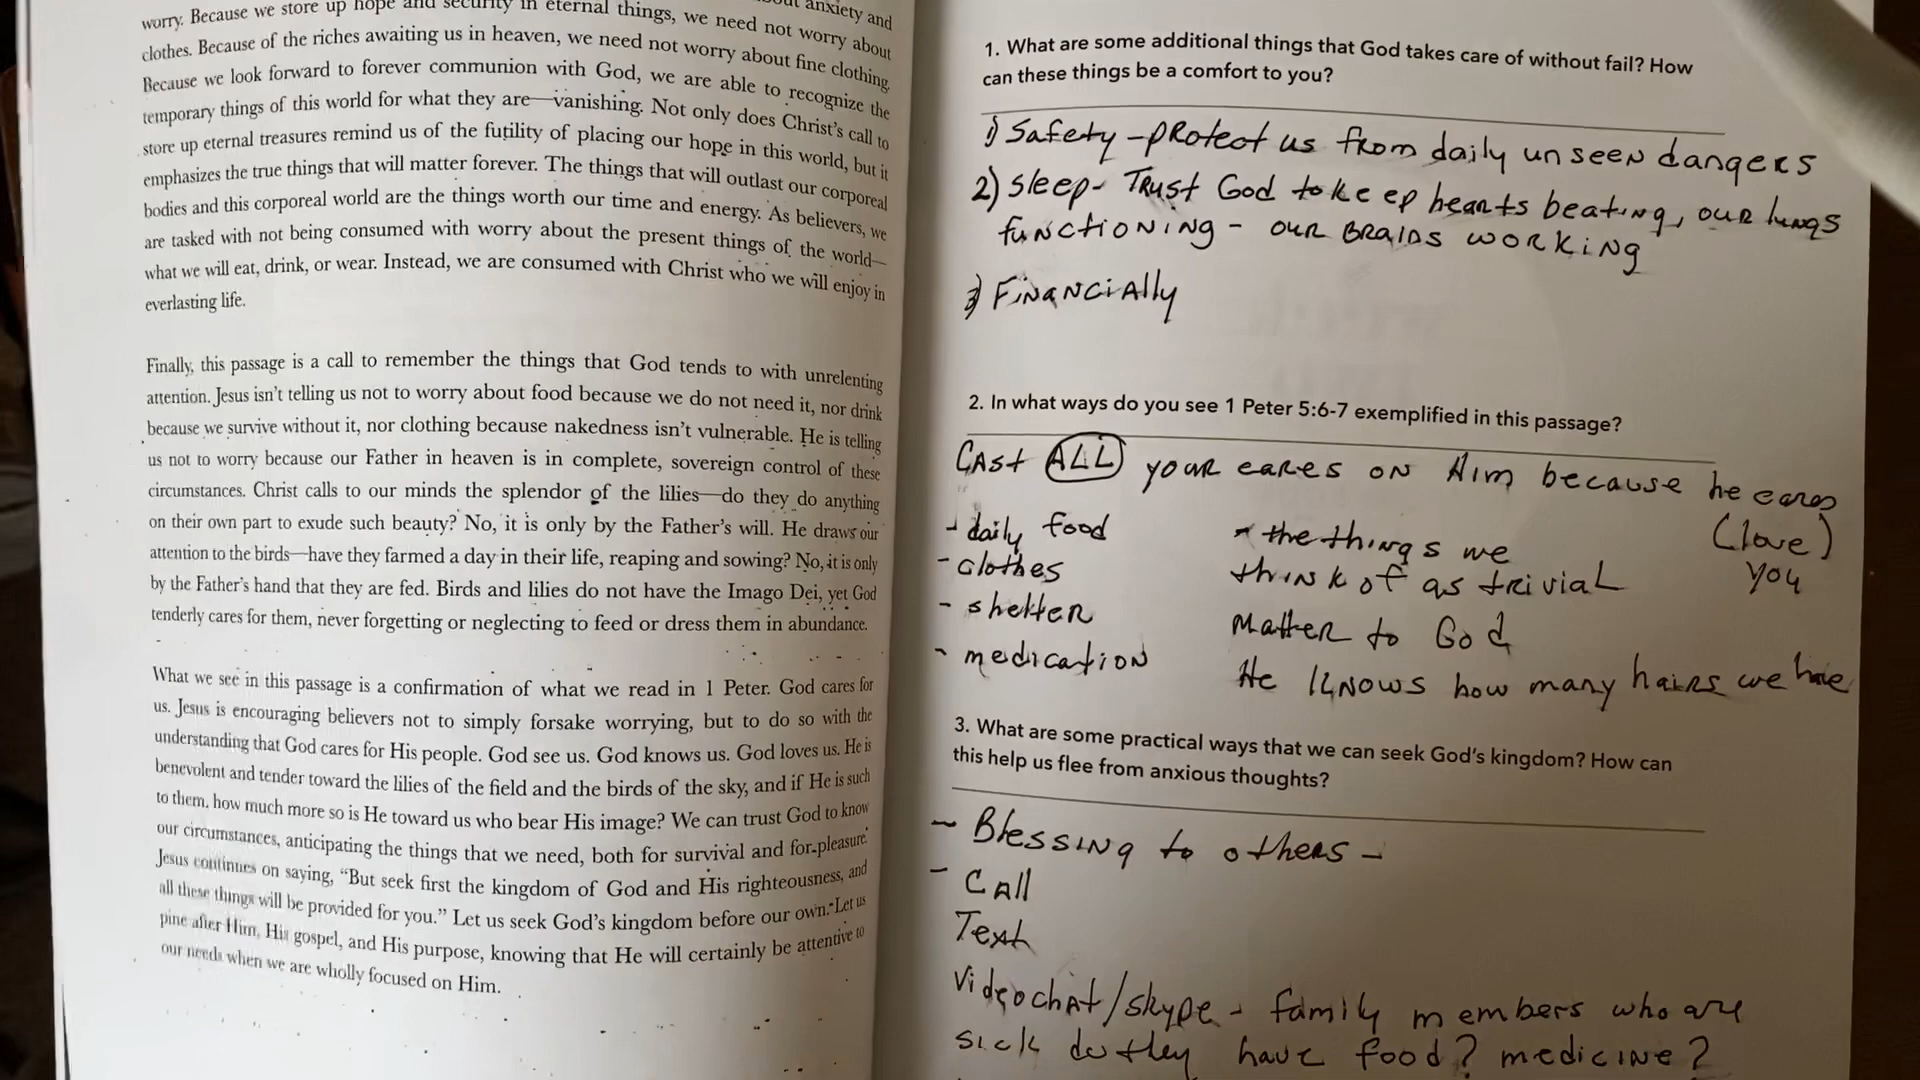 out anxiety and
worry. Because we store up hope and security in eternal things, we need not worry about
clothes. Because of the riches awaiting us in heaven, we need not worry about fine clothing.
Because we look forward to forever communion with God, we are able to recognize the
temporary things of this world for what they are—vanishing. Not only does Christ's call to
store up eternal treasures remind us of the futility of placing our hope in this world, but it
emphasizes the true things that will matter forever. The things that will outlast our corporeal
bodies and this corporeal world are the things worth our time and energy. As believers, we
are tasked with not being consumed with worry about the present things of the world—
what we will eat, drink, or wear. Instead, we are consumed with Christ who we will enjoy in
everlasting life.
Finally, this passage is a call to remember the things that God tends to with unrelenting
attention. Jesus isn't telling us not to worry about food because we do not need it, nor drink
because we survive without it, nor clothing because nakedness isn't vulnerable. He is telling
us not to worry because our Father in heaven is in complete, sovereign control of these
circumstances. Christ calls to our minds the splendor of the lilies—do they do anything
on their own part to exude such beauty? No, it is only by the Father's will. He draws our
attention to the birds—have they farmed a day in their life, reaping and sowing? No, it is only
by the Father's hand that they are fed. Birds and lilies do not have the Imago Dei, yet God
tenderly cares for them, never forgetting or neglecting to feed or dress them in abundance.
What we see in this passage is a confirmation of what we read in 1 Peter. God cares for
us. Jesus is encouraging believers not to simply forsake worrying, but to do so with the
understanding that God cares for His people. God see us. God knows us. God loves us. He is
benevolent and tender toward the lilies of the field and the birds of the sky, and if He is such
to them, how much more so is He toward us who bear His image? We can trust God to know
our circumstances, anticipating the things that we need, both for survival and for pleasure.
Jesus continues on saying, "But seek first the kingdom of God and His righteousness, and
all these things will be provided for you." Let us seek God's kingdom before our own. Let us
pine after Him, His gospel, and His purpose, knowing that He will certainly be attentive to
our needs when we are wholly focused on Him.
1. What are some additional things that God takes care of without fail? How
can these things be a comfort to you?
1) Safety - protect us from daily unseen dangers
2) Sleep - Trust God to keep hearts beating, our lungs
functioning - our brains working
3) Financially
2. In what ways do you see 1 Peter 5:6-7 exemplified in this passage?
Cast ALL your cares on Him because he cares
(love)
you
- daily food
- clothes
- shelter
- medication
- the things we
think of as trivial
matter to God
He knows how many hairs we have
3. What are some practical ways that we can seek God's kingdom? How can
this help us flee from anxious thoughts?
- Blessing to others -
- Call
Text
Videochat/skype - family members who are
sick do they have food? medicine?